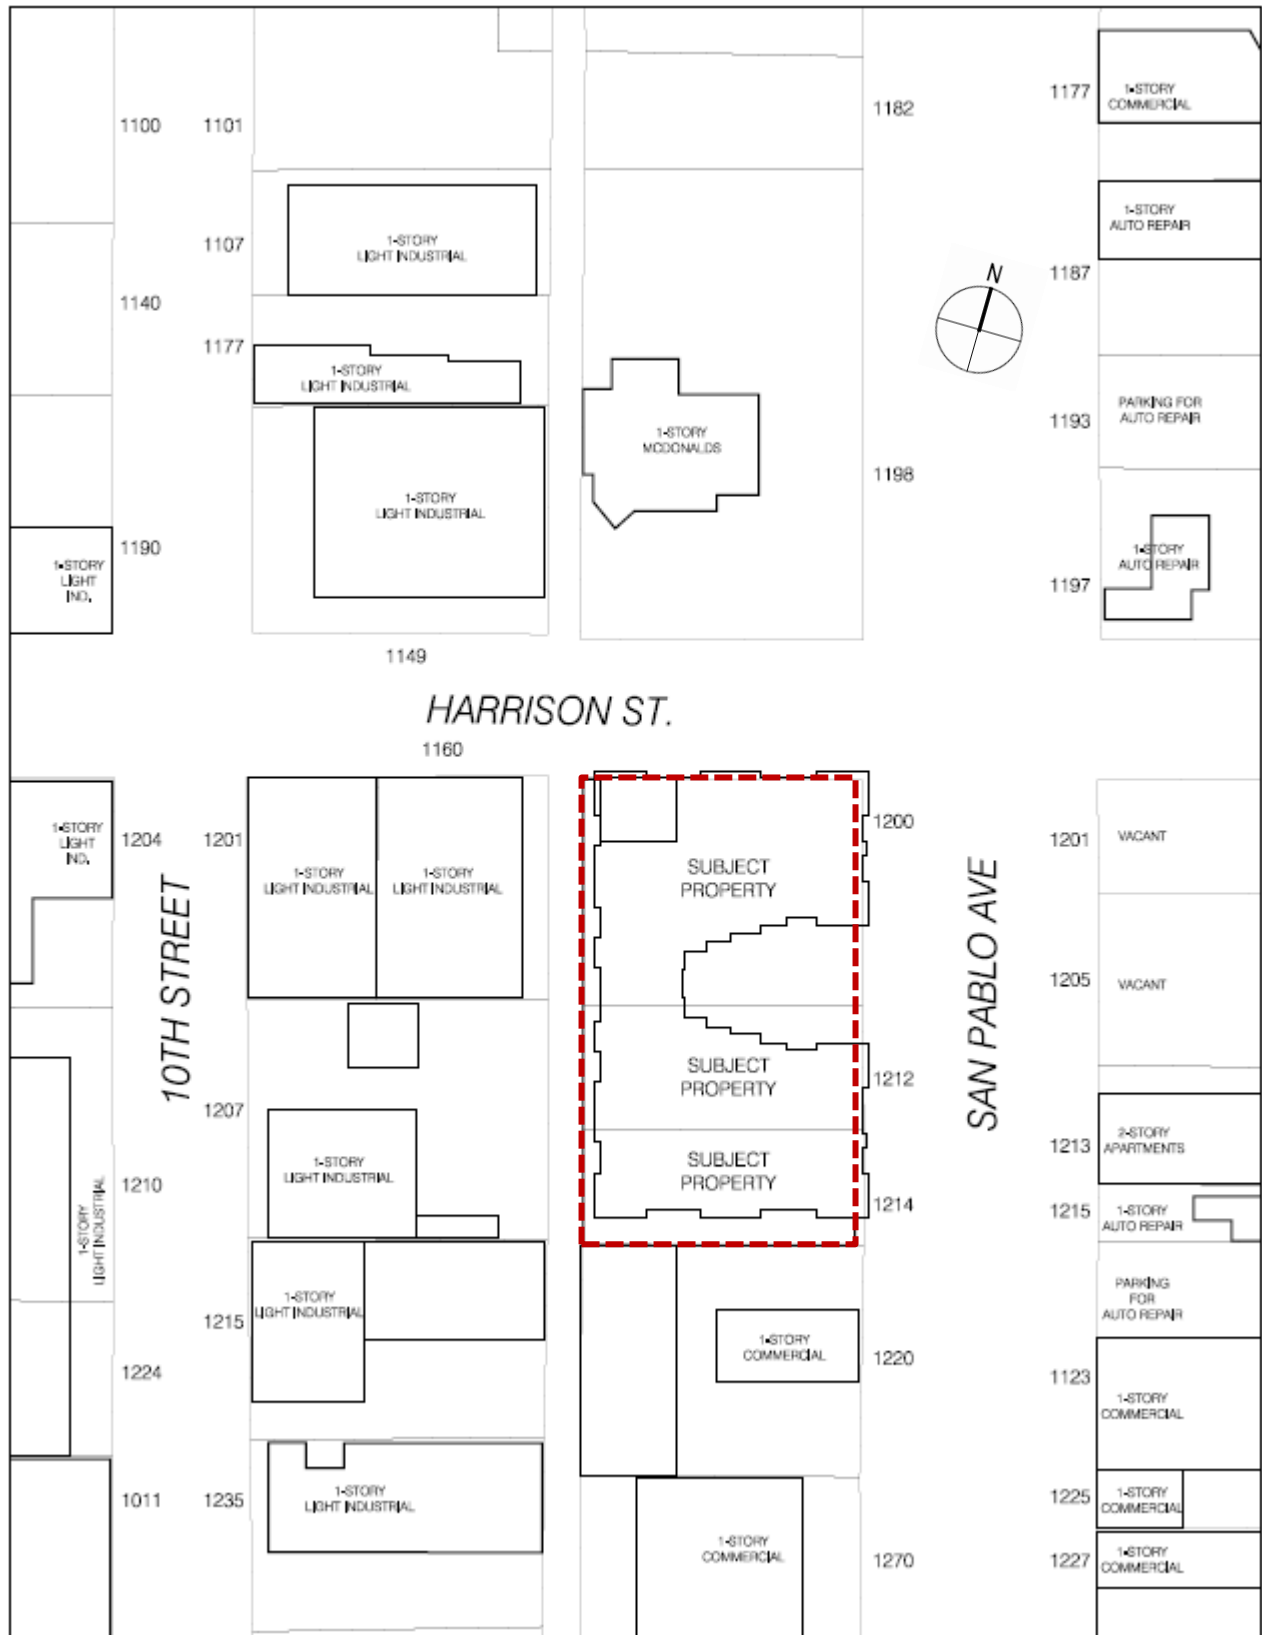 1177
1-STORY
COMMERCIAL
1182
1100
1101
1-STORY
AUTO REPAIR
1107
1-STORY
LIGHT INDUSTRIAL
N
1187
1140
1177
1-STORY
LIGHT INDUSTRIAL
PARKING FOR
AUTO REPAIR
1193
1-STORY
MCDONALDS
1198
1-STORY
LIGHT INDUSTRIAL
1190
1-STORY
LIGHT
IND.
1-STORY
AUTO REPAIR
1197
1149
HARRISON ST.
1160
1-STORY
LIGHT
IND.
1204
1201
1-STORY
LIGHT INDUSTRIAL
1-STORY
LIGHT INDUSTRIAL
SUBJECT
PROPERTY
1200
1201
VACANT
10TH STREET
SAN PABLO AVE
1205
VACANT
SUBJECT
PROPERTY
1212
1207
1-STORY
LIGHT INDUSTRIAL
SUBJECT
PROPERTY
1214
1213
2-STORY
APARTMENTS
1210
1-STORY
LIGHT INDUSTRIAL
1215
1-STORY
AUTO REPAIR
PARKING
FOR
AUTO REPAIR
1215
1-STORY
LIGHT INDUSTRIAL
1-STORY
COMMERCIAL
1220
1224
1123
1-STORY
COMMERCIAL
1011
1235
1-STORY
LIGHT INDUSTRIAL
1225
1-STORY
COMMERCIAL
1-STORY
COMMERCIAL
1270
1227
1-STORY
COMMERCIAL